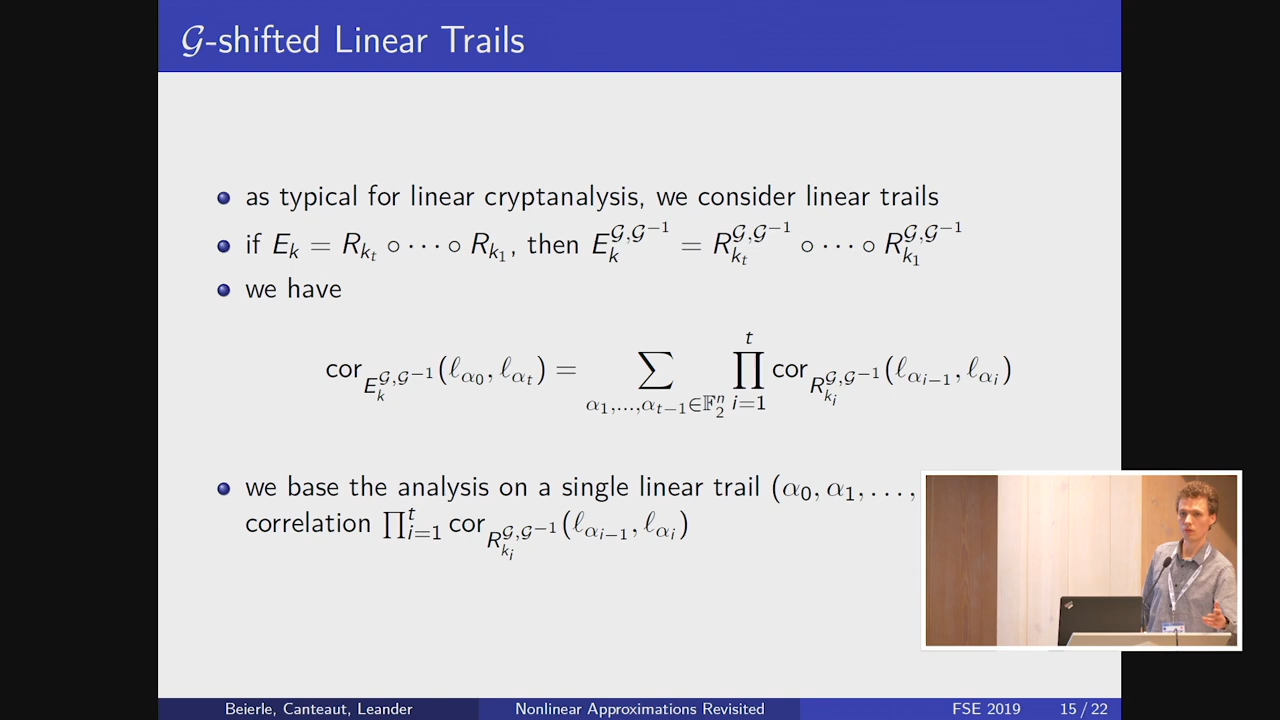 𝒢-shifted Linear Trails
as typical for linear cryptanalysis, we consider linear trails
if E_k = R_{k_t} ∘ ⋯ ∘ R_{k_1}, then E_k^{𝒢,𝒢^{−1}} = R_{k_t}^{𝒢,𝒢^{−1}} ∘ ⋯ ∘ R_{k_1}^{𝒢,𝒢^{−1}}
we have
cor_{E_k^{𝒢,𝒢^{−1}}}(ℓ_{α_0}, ℓ_{α_t}) = ∑_{α_1,…,α_{t−1}∈𝔽_2^n} ∏_{i=1}^{t} cor_{R_{k_i}^{𝒢,𝒢^{−1}}}(ℓ_{α_{i−1}}, ℓ_{α_i})
we base the analysis on a single linear trail (α_0, α_1, …,
correlation ∏_{i=1}^{t} cor_{R_{k_i}^{𝒢,𝒢^{−1}}}(ℓ_{α_{i−1}}, ℓ_{α_i})
Beierle, Canteaut, Leander Nonlinear Approximations Revisited FSE 2019 15 / 22